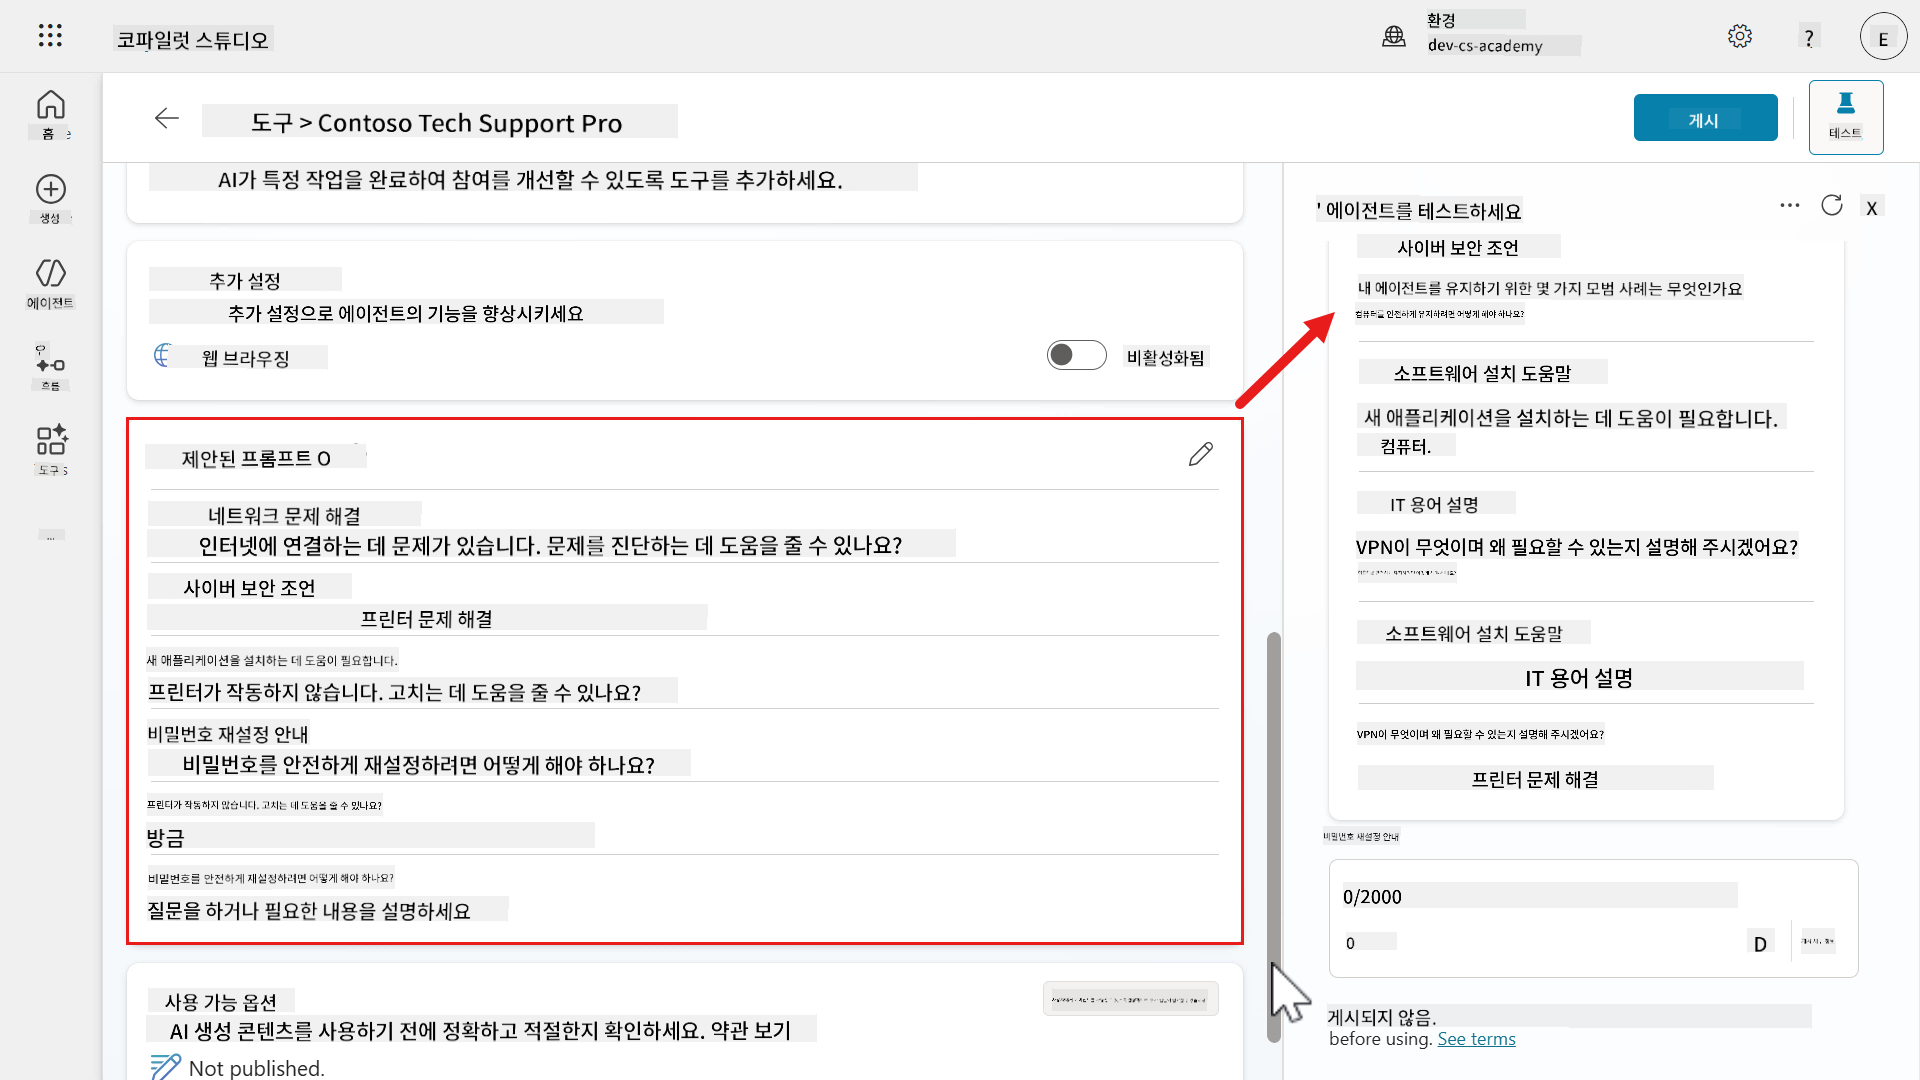 코파일럿 스튜디오
환경
dev-cs-academy
?
E
홈
생성
에이전트
흐름
도구 s
...
도구 > Contoso Tech Support Pro
게시
테스트
AI가 특정 작업을 완료하여 참여를 개선할 수 있도록 도구를 추가하세요.
추가 설정
추가 설정으로 에이전트의 기능을 향상시키세요
웹 브라우징
비활성화됨
제안된 프롬프트 O
네트워크 문제 해결
인터넷에 연결하는 데 문제가 있습니다. 문제를 진단하는 데 도움을 줄 수 있나요?
사이버 보안 조언
프린터 문제 해결
새 애플리케이션을 설치하는 데 도움이 필요합니다.
프린터가 작동하지 않습니다. 고치는 데 도움을 줄 수 있나요?
비밀번호 재설정 안내
비밀번호를 안전하게 재설정하려면 어떻게 해야 하나요?
프린터가 작동하지 않습니다. 고치는 데 도움을 줄 수 있나요?
방금
비밀번호를 안전하게 재설정하려면 어떻게 해야 하나요?
질문을 하거나 필요한 내용을 설명하세요
사용 가능 옵션
AI 생성 콘텐츠를 사용하기 전에 정확하고 적절한지 확인하세요. 약관 보기
Not published.
' 에이전트를 테스트하세요
X
사이버 보안 조언
내 에이전트를 유지하기 위한 몇 가지 모범 사례는 무엇인가요
컴퓨터를 안전하게 유지하려면 어떻게 해야 하나요?
소프트웨어 설치 도움말
새 애플리케이션을 설치하는 데 도움이 필요합니다.
컴퓨터.
IT 용어 설명
VPN이 무엇이며 왜 필요할 수 있는지 설명해 주시겠어요?
소프트웨어 설치 도움말
IT 용어 설명
VPN이 무엇이며 왜 필요할 수 있는지 설명해 주시겠어요?
프린터 문제 해결
비밀번호 재설정 안내
0/2000
0
D
게시되지 않음.
before using. See terms